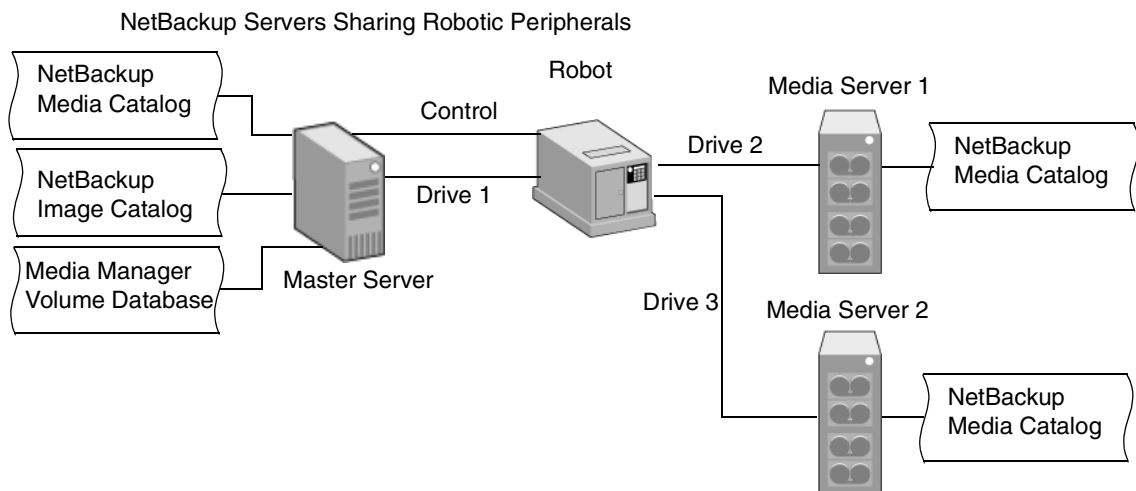 NetBackup Servers Sharing Robotic Peripherals
NetBackup
Media Catalog
NetBackup
Image Catalog
Media Manager
Volume Database
Master Server
Control
Drive 1
Robot
Drive 2
Drive 3
Media Server 1
NetBackup
Media Catalog
Media Server 2
NetBackup
Media Catalog